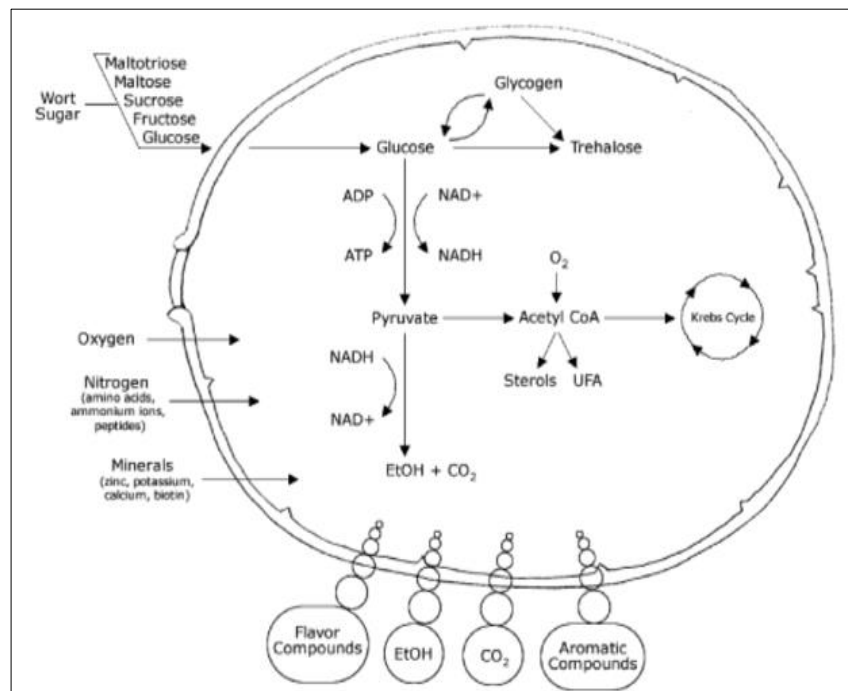 Maltotriose
Maltose
Wort
Sugar
Sucrose
Fructose
Glucose
Glycogen
Glucose
Trehalose
ADP
NAD+
ATP
NADH
O₂
Pyruvate
Acetyl CoA
Krebs Cycle
Oxygen
NADH
Sterols UFA
Nitrogen
(amino acids,
ammonium ions,
peptides)
NAD+
Minerals
(zinc, potassium,
calcium, biotin)
EtOH + CO₂
Flavor
Compounds
EtOH
CO₂
Aromatic
Compounds